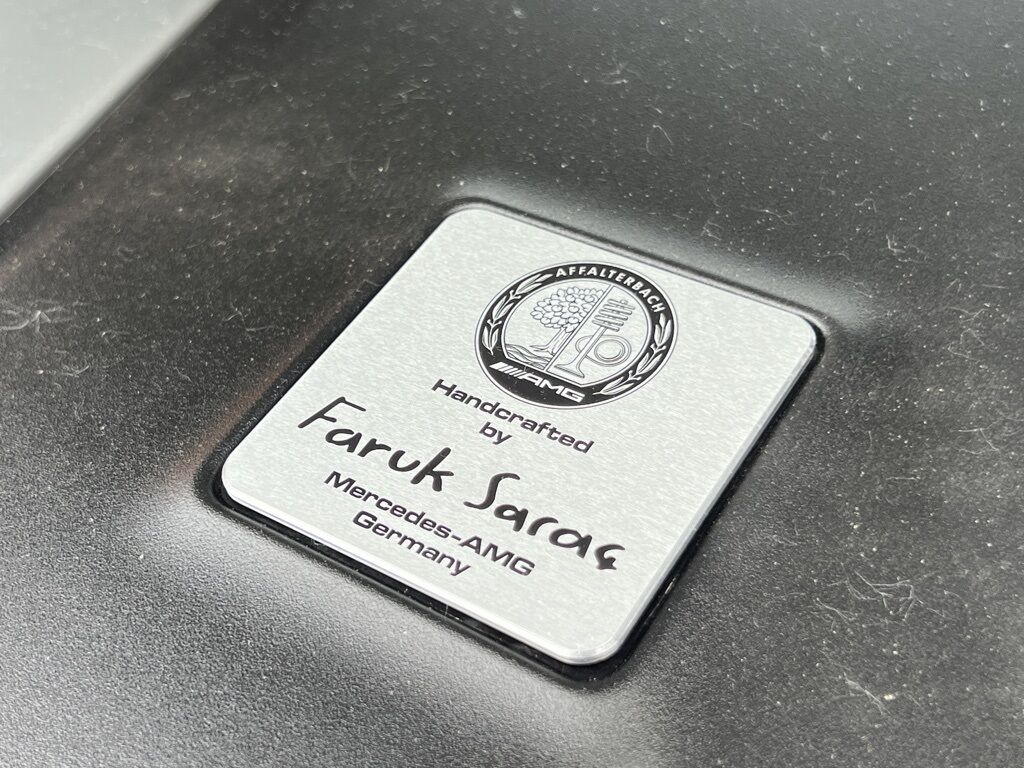 AFFALTERBACH
AMG
Handcrafted
by
Faruk Saraç
Mercedes-AMG
Germany